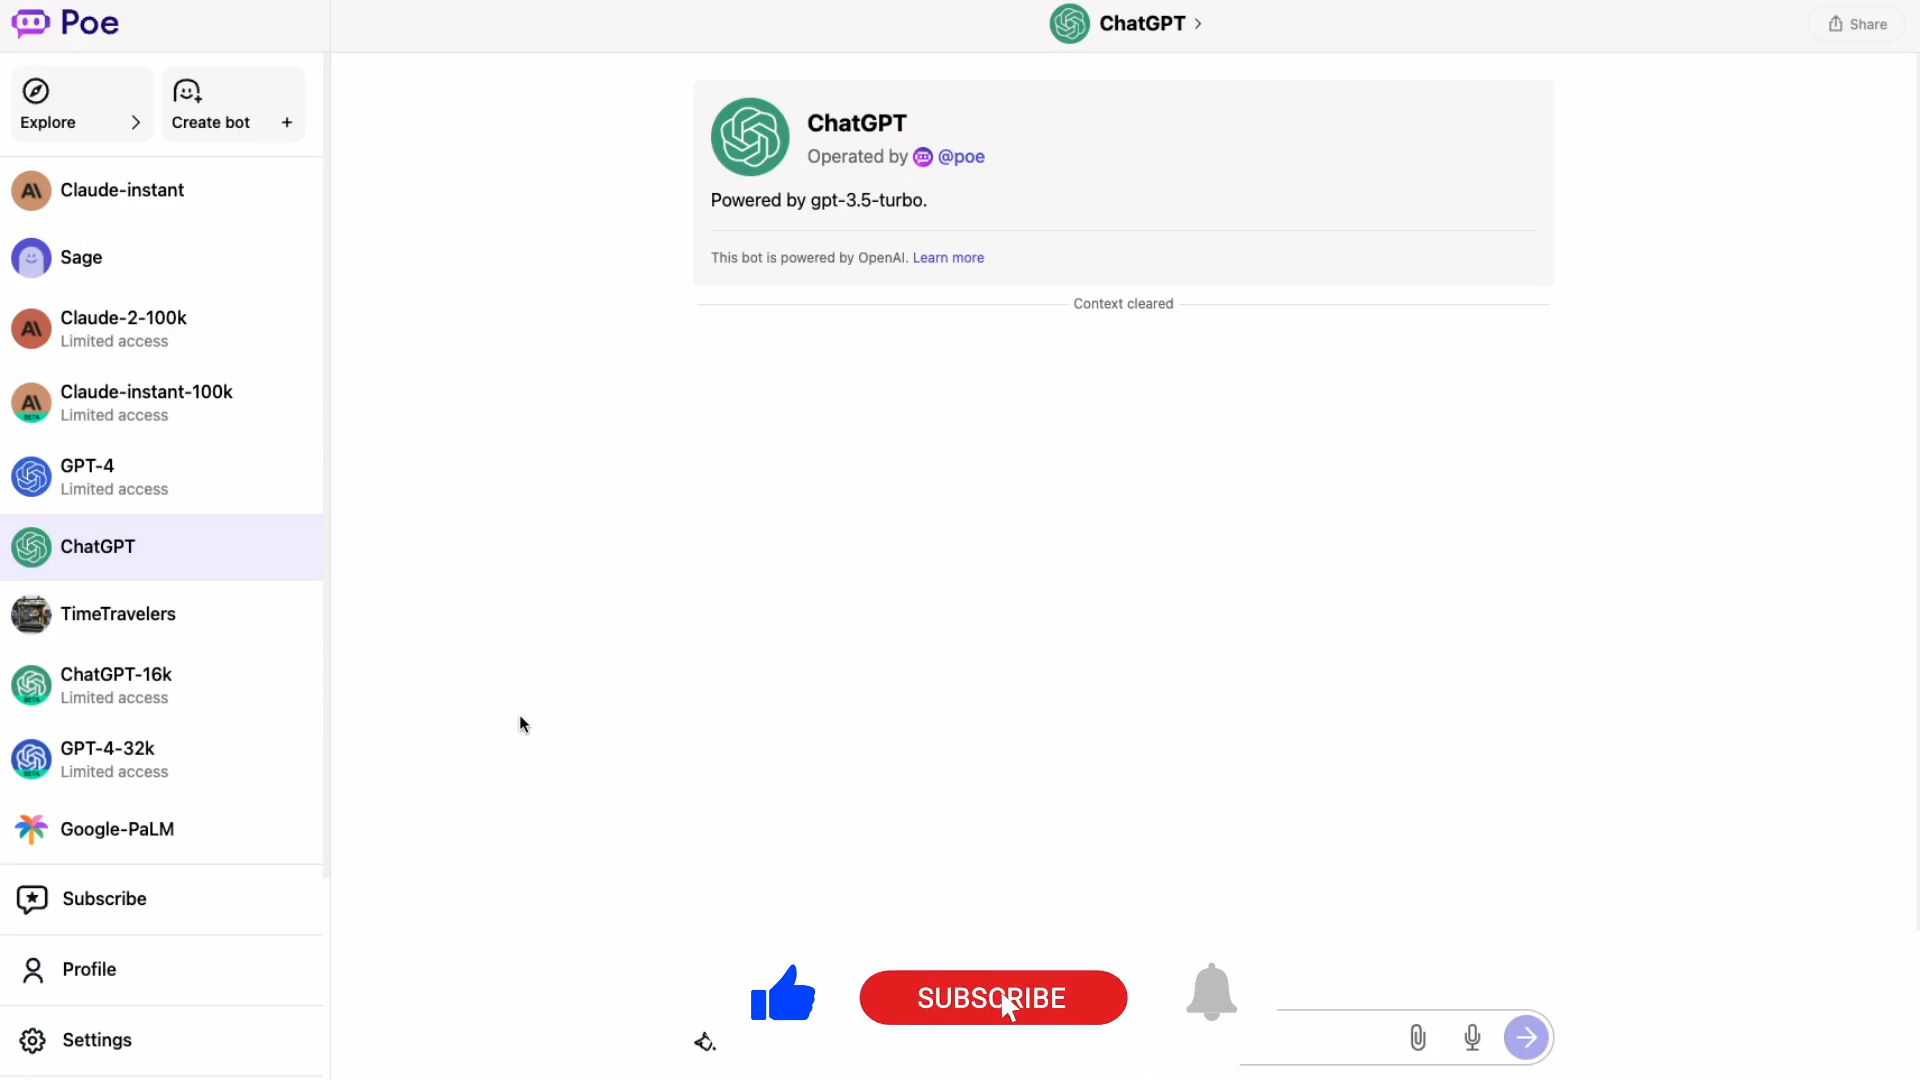 Poe
ChatGPT
Share
Explore
Create bot +
Claude-instant
Sage
Claude-2-100k
Limited access
Claude-instant-100k
Limited access
GPT-4
Limited access
ChatGPT
TimeTravelers
ChatGPT-16k
Limited access
GPT-4-32k
Limited access
Google-PaLM
Subscribe
Profile
Settings
ChatGPT
Operated by @poe
Powered by gpt-3.5-turbo.
This bot is powered by OpenAI. Learn more
Context cleared
SUBSCRIBE